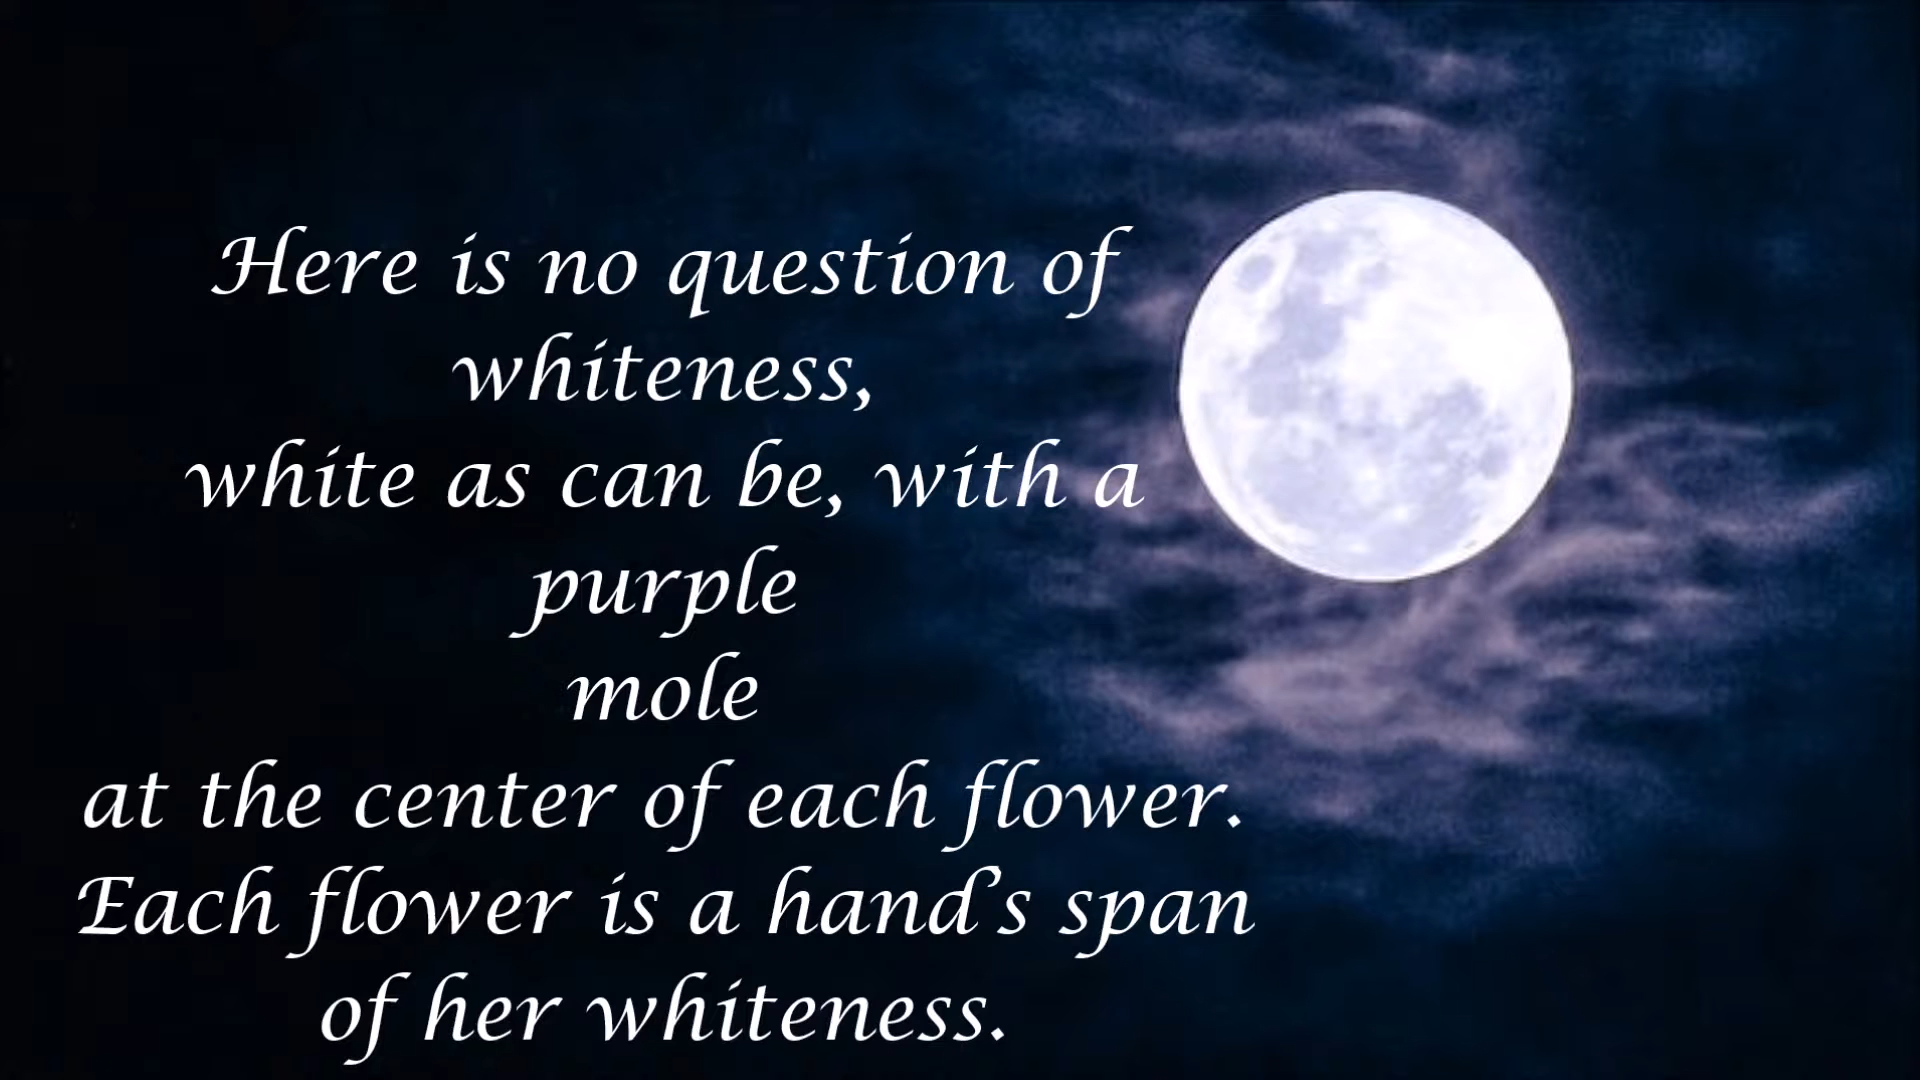 Here is no question of
whiteness,
white as can be, with a
purple
mole
at the center of each flower.
Each flower is a hand’s span
of her whiteness.